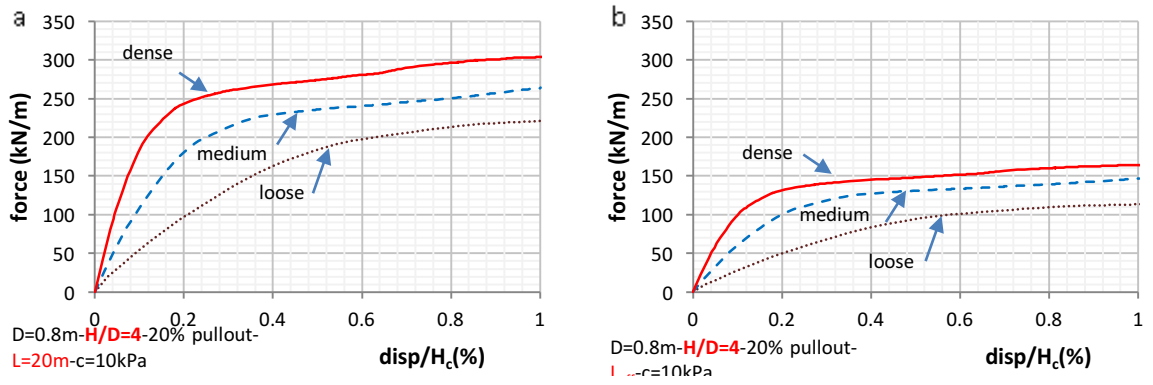 a
force (kN/m)
350
300
250
200
150
100
50
0
dense
medium
loose
0
0.2
0.4
0.6
0.8
1
D=0.8m-H/D=4-20% pullout-
L=20m-c=10kPa
disp/Hc(%)
b
force (kN/m)
350
300
250
200
150
100
50
0
dense
medium
loose
0
0.2
0.4
0.6
0.8
1
D=0.8m-H/D=4-20% pullout-
-c=10kPa
disp/Hc(%)